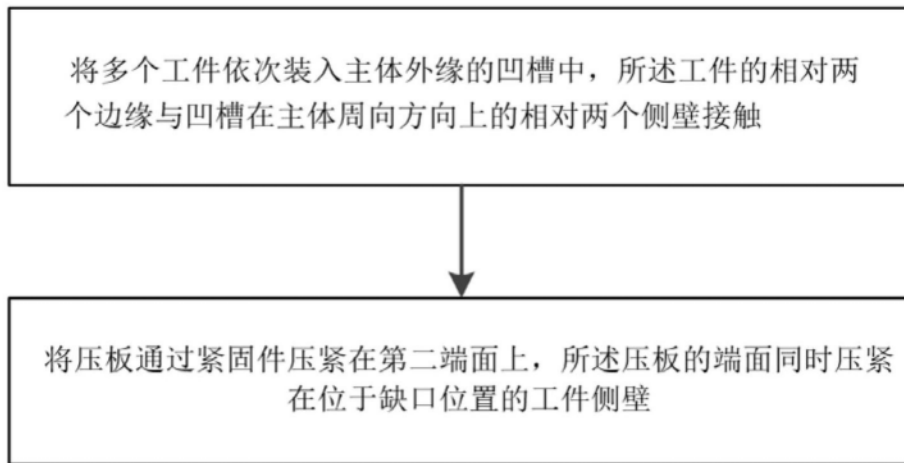 将多个工件依次装入主体外缘的凹槽中，所述工件的相对两
个边缘与凹槽在主体周向方向上的相对两个侧壁接触
将压板通过紧固件压紧在第二端面上，所述压板的端面同时压紧
在位于缺口位置的工件侧壁